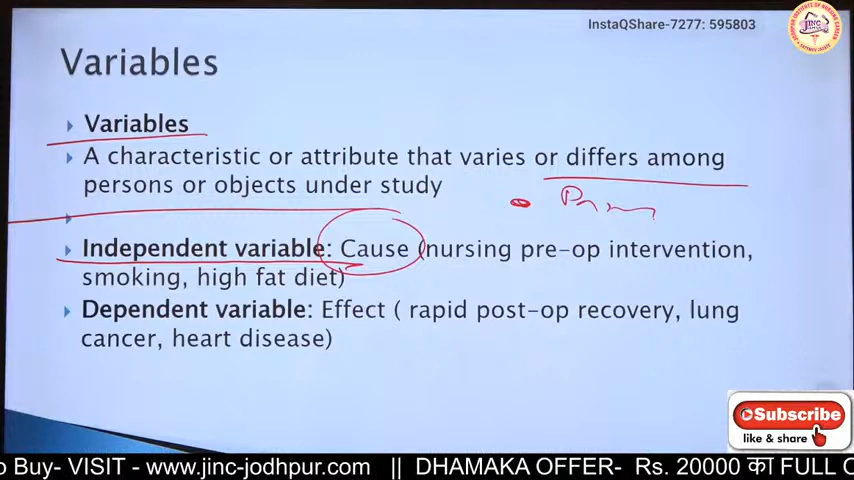 InstaQShare-7277: 595803
JINC
Variables
Variables
A characteristic or attribute that varies or differs among
persons or objects under study
Independent variable: Cause (nursing pre-op intervention,
smoking, high fat diet)
Dependent variable: Effect ( rapid post-op recovery, lung
cancer, heart disease)
Subscribe
like & share
o Buy- VISIT - www.jinc-jodhpur.com || DHAMAKA OFFER- Rs. 20000 का FULL C